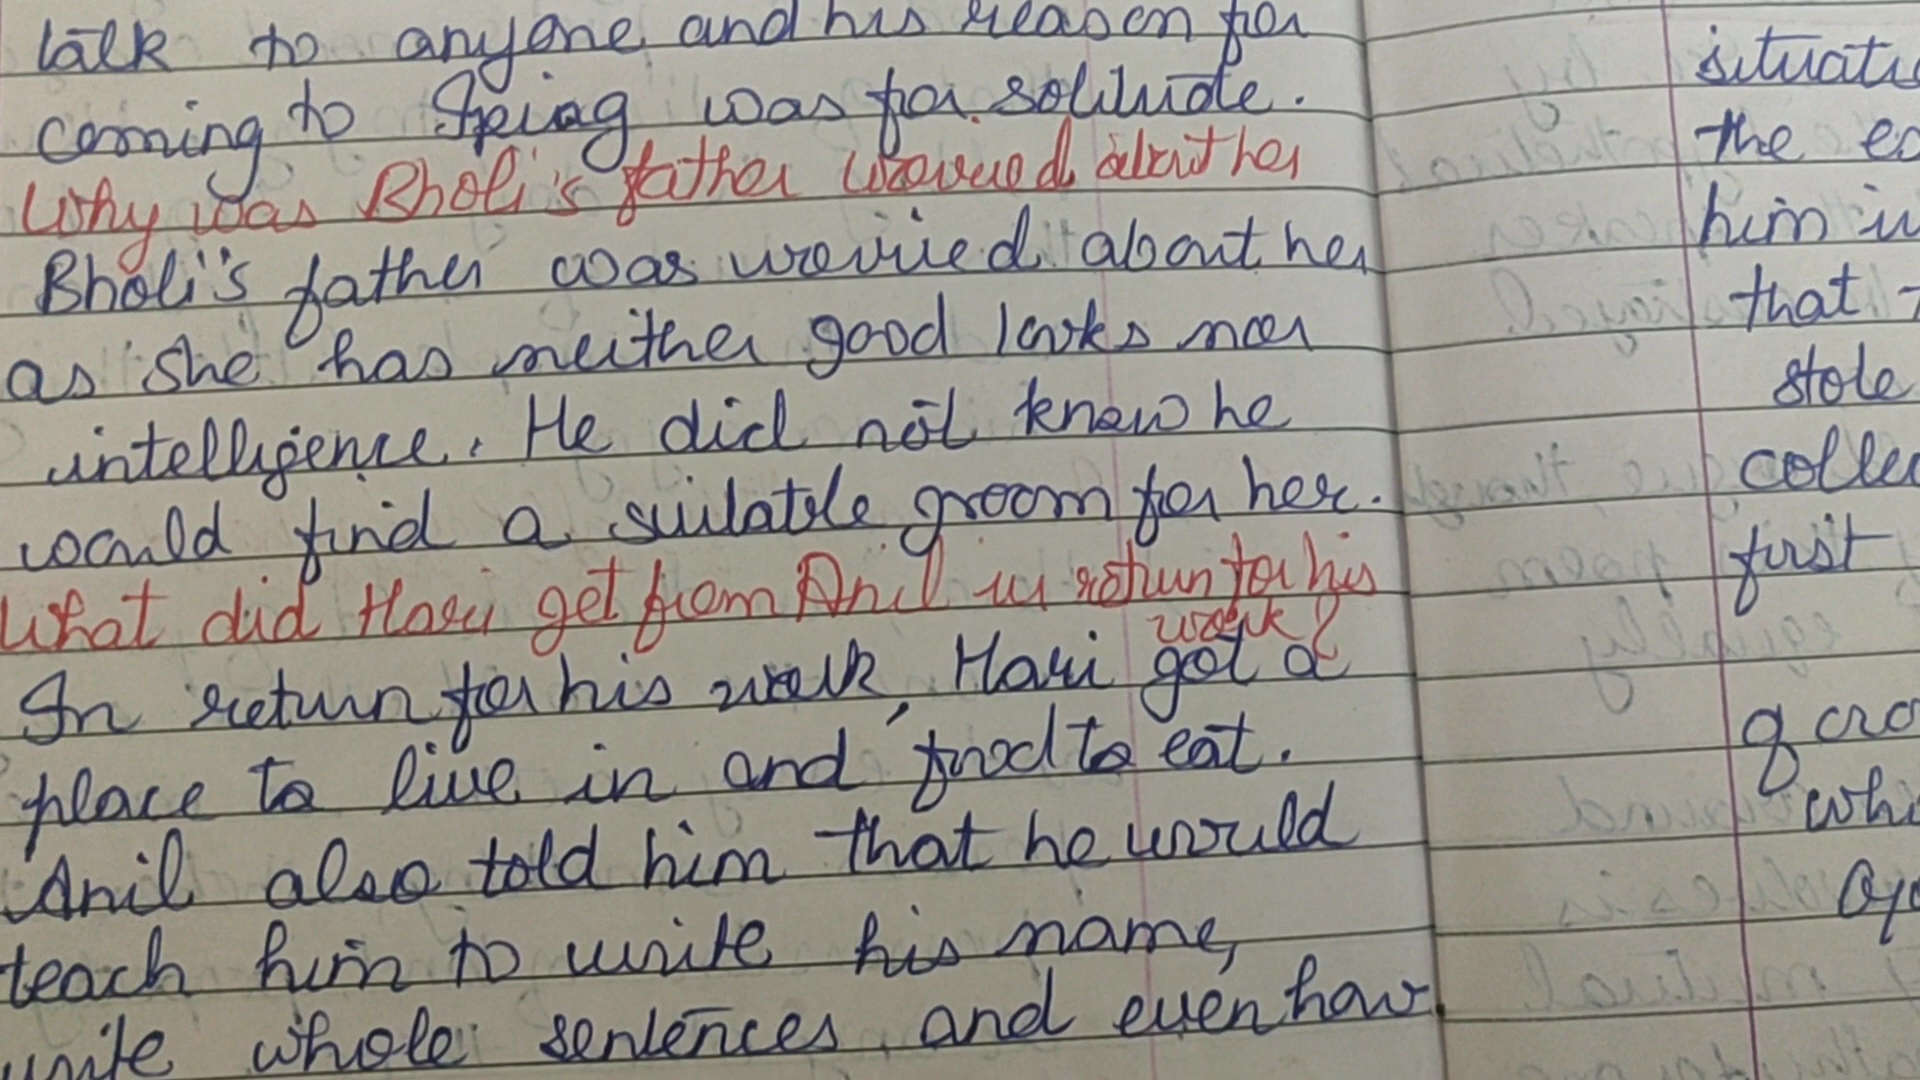 talk to anyone and his reason for
coming to Iping was for solitude.
Why was Bholi's father worried about her
Bholi's father was worried about her
as she has neither good looks nor
intelligence. He did not know he
would find a suitable groom for her.
What did Hari get from Anil in return for his
work?
In return for his work, Hari got a
place to live in and food to eat.
Anil also told him that he would
teach him to write his name,
write whole sentences and even how
situati
the ec
him i
that
stole
collec
first
g cro
whi